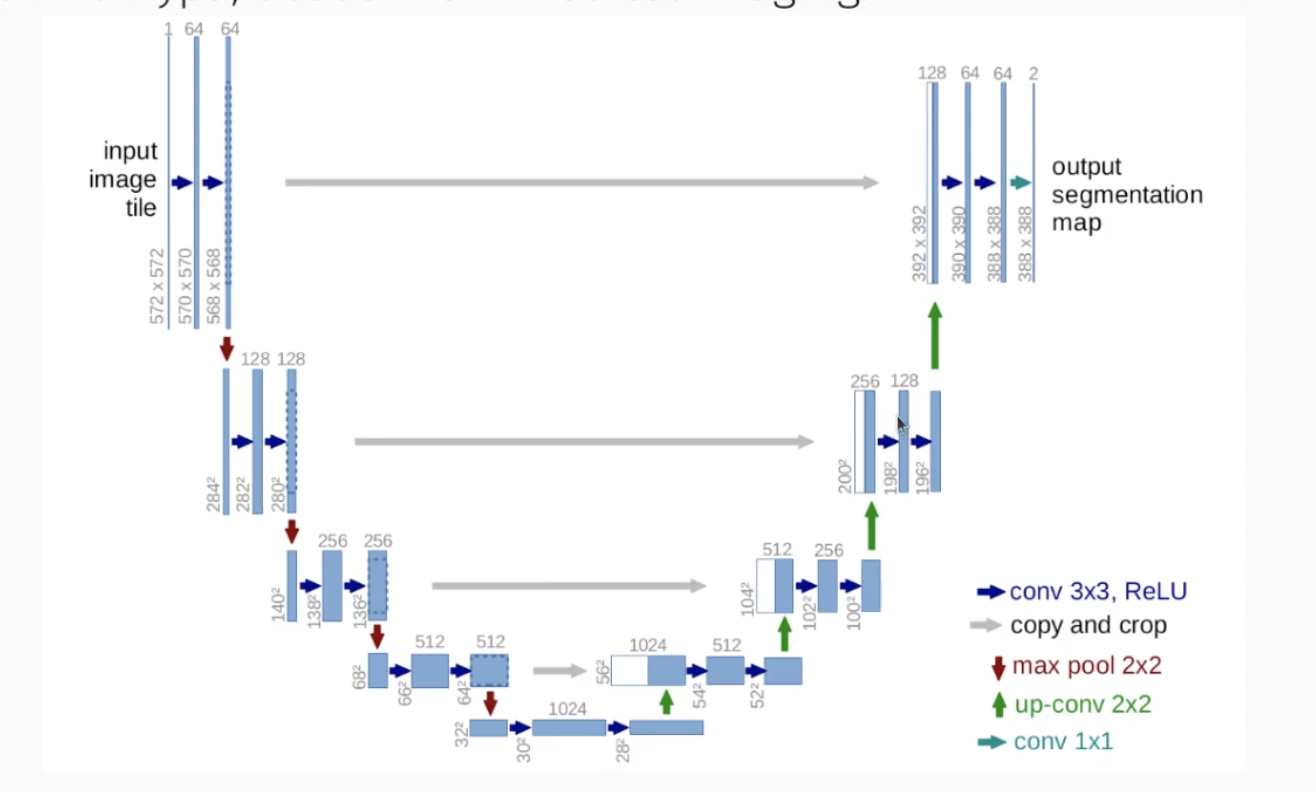 1 64 64
128 64 64 2
input
image
tile
output
segmentation
map
572 x 572
570 x 570
568 x 568
392 x 392
390 x 390
388 x 388
388 x 388
128 128
256 128
284²
282²
280²
200²
198²
196²
256 256
512 256
140²
138²
136²
104²
102²
100²
512 512
1024 512
68²
66²
64²
56²
54²
52²
1024
32²
30²
28²
conv 3x3, ReLU
copy and crop
max pool 2x2
up-conv 2x2
conv 1x1